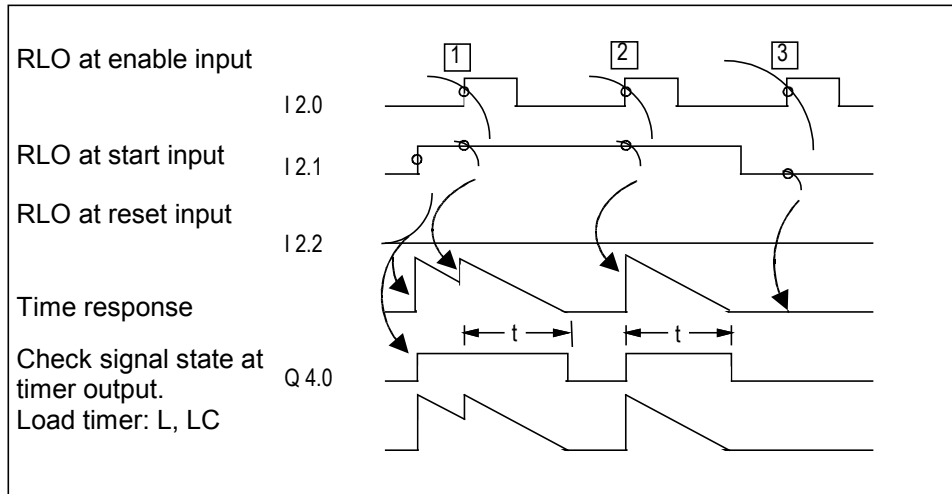 RLO at enable input
1
2
3
I 2.0
RLO at start input
I 2.1
RLO at reset input
I 2.2
Time response
t
t
Check signal state at
timer output.
Q 4.0
Load timer: L, LC